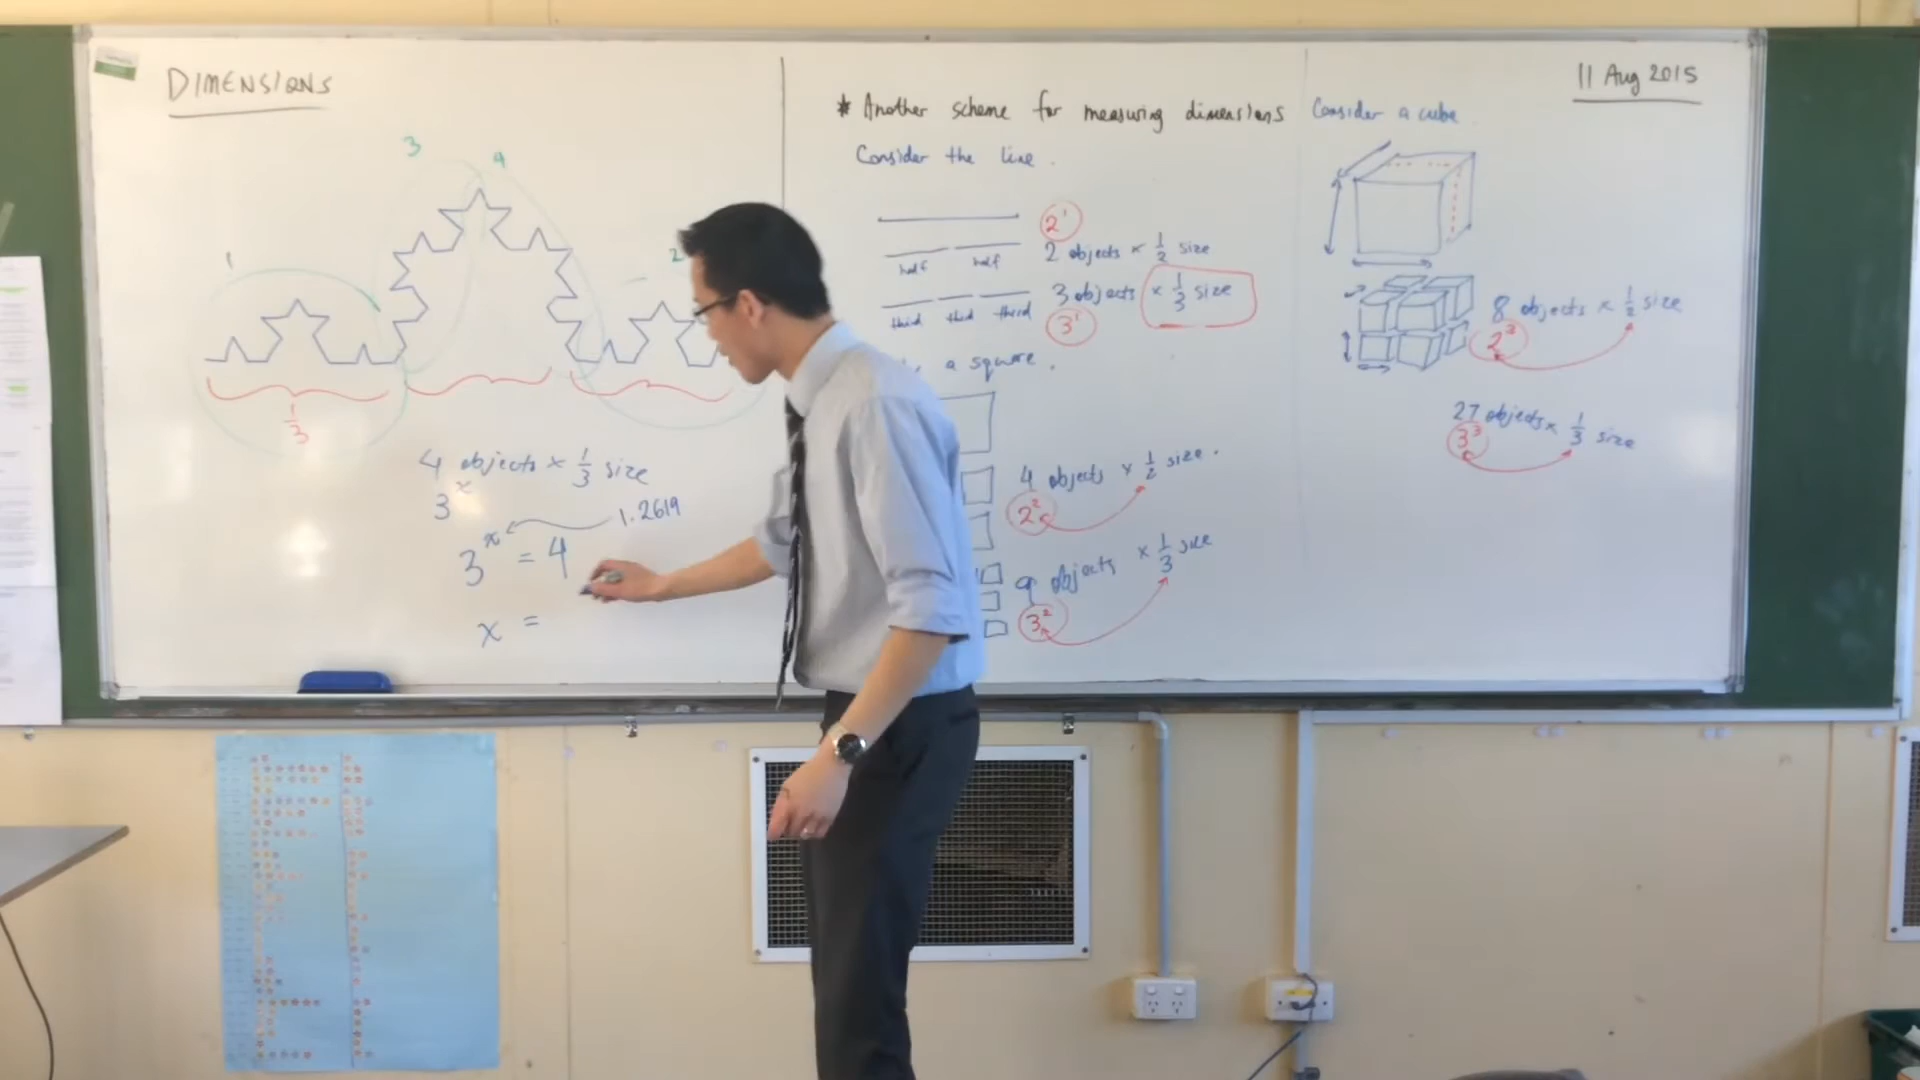 DIMENSIONS
3
4
1
2
1/3
4 objects × 1/3 size
3^x
1.2619
3^x = 4
x =
* Another scheme for measuring dimensions
Consider the line.
2^1
2 objects × 1/2 size
half half
3 objects × 1/3 size
third third third
3^1
a square.
4 objects × 1/2 size.
2^2
9 objects × 1/3 size
3^2
11 Aug 2015
Consider a cube
8 objects × 1/2 size
2^3
27 objects × 1/3 size
3^3